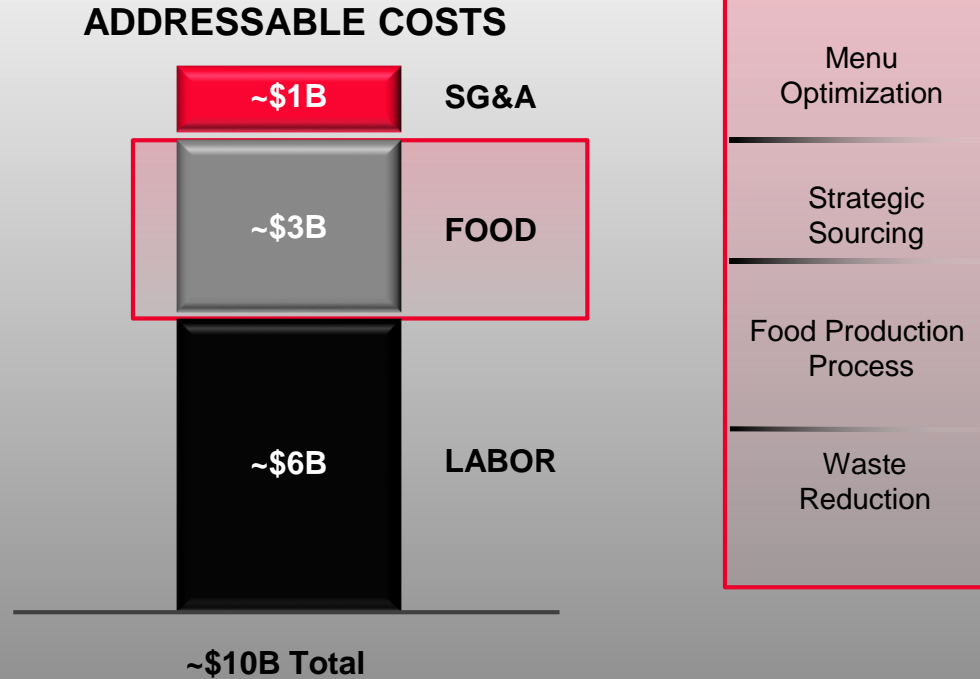 ADDRESSABLE COSTS
~$1B SG&A
~$3B FOOD
~$6B LABOR
~$10B Total
Menu
Optimization
Strategic
Sourcing
Food Production
Process
Waste
Reduction